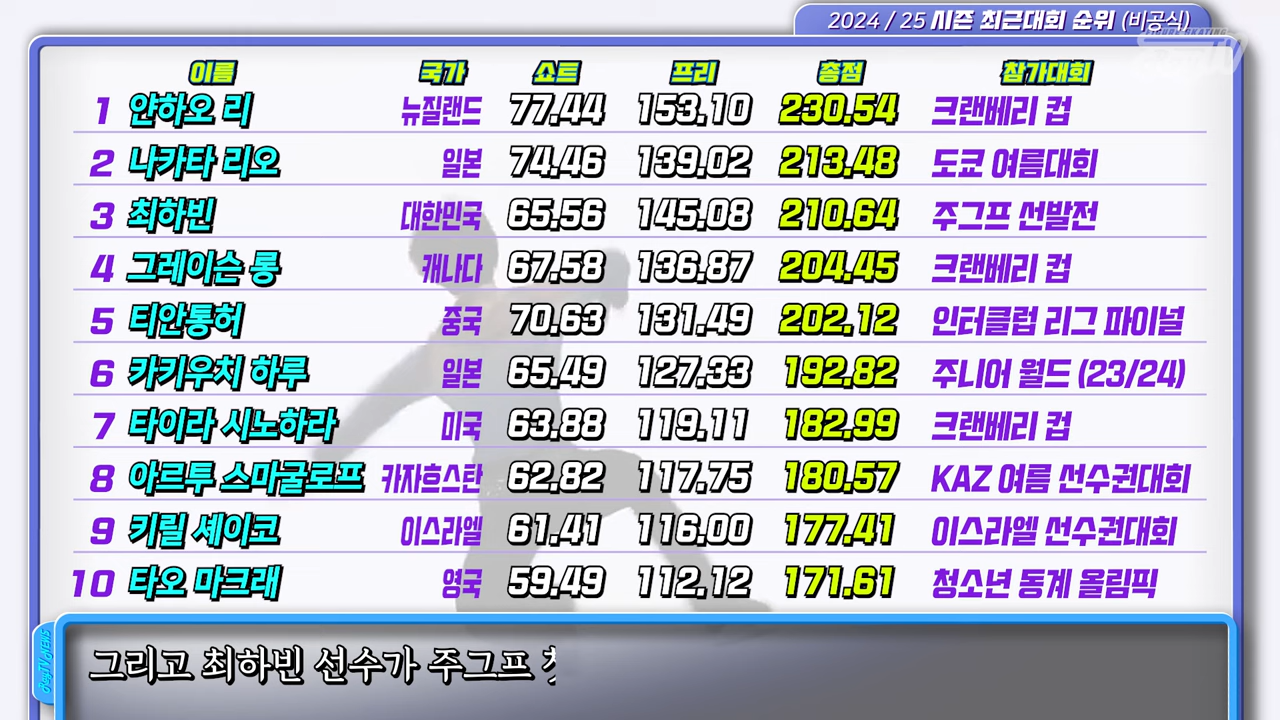 2024 / 25 시즌 최근대회 순위 (비공식)
이름 국가 쇼트 프리 총점 참가대회
1 얀하오 리 뉴질랜드 77.44 153.10 230.54 크랜베리 컵
2 나카타 리오 일본 74.46 139.02 213.48 도쿄 여름대회
3 최하빈 대한민국 65.56 145.08 210.64 주그프 선발전
4 그레이슨 롱 캐나다 67.58 136.87 204.45 크랜베리 컵
5 티안통허 중국 70.63 131.49 202.12 인터클럽 리그 파이널
6 카키우치 하루 일본 65.49 127.33 192.82 주니어 월드 (23/24)
7 타이라 시노하라 미국 63.88 119.11 182.99 크랜베리 컵
8 아르투 스마굴로프 카자흐스탄 62.82 117.75 180.57 KAZ 여름 선수권대회
9 키릴 셰이코 이스라엘 61.41 116.00 177.41 이스라엘 선수권대회
10 타오 마크래 영국 59.49 112.12 171.61 청소년 동계 올림픽
그리고 최하빈 선수가 주그프